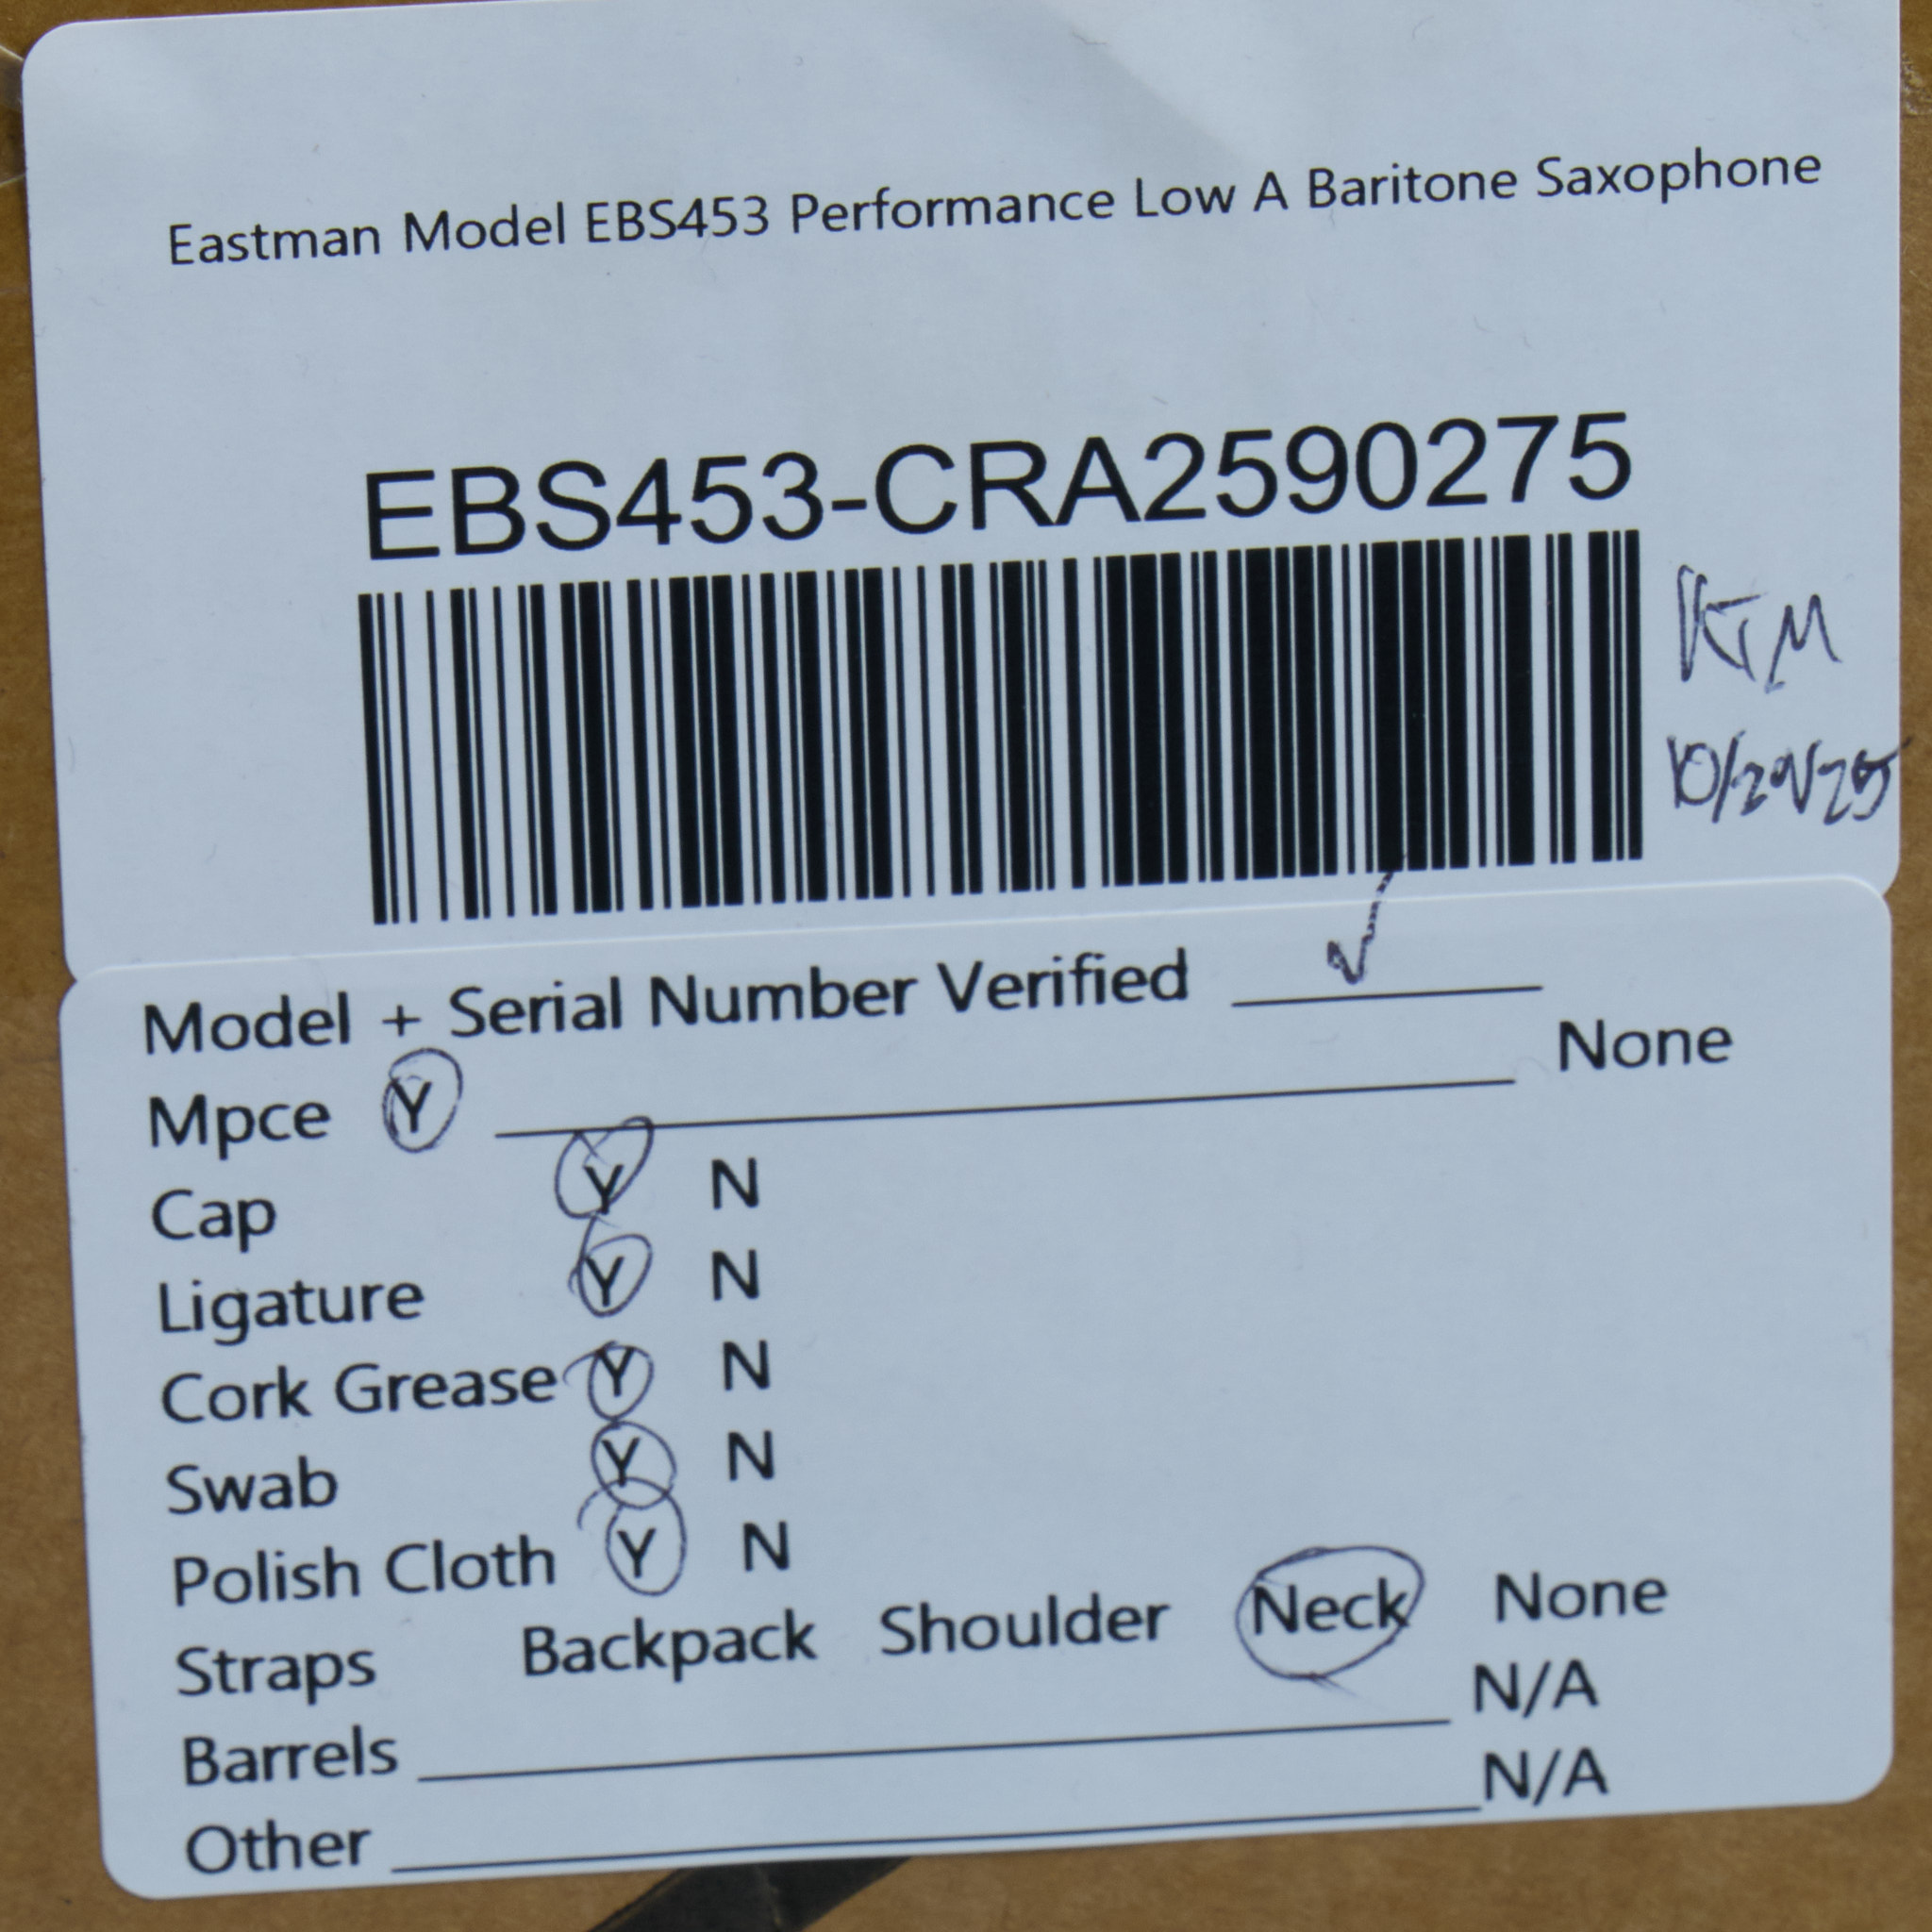 Eastman Model EBS453 Performance Low A Baritone Saxophone
EBS453-CRA2590275
KTM
10/20/25
Model + Serial Number Verified ✓
Mpce Y None
Cap Y N
Ligature Y N
Cork Grease Y N
Swab Y N
Polish Cloth Y N
Straps Backpack Shoulder Neck None
Barrels N/A
Other N/A